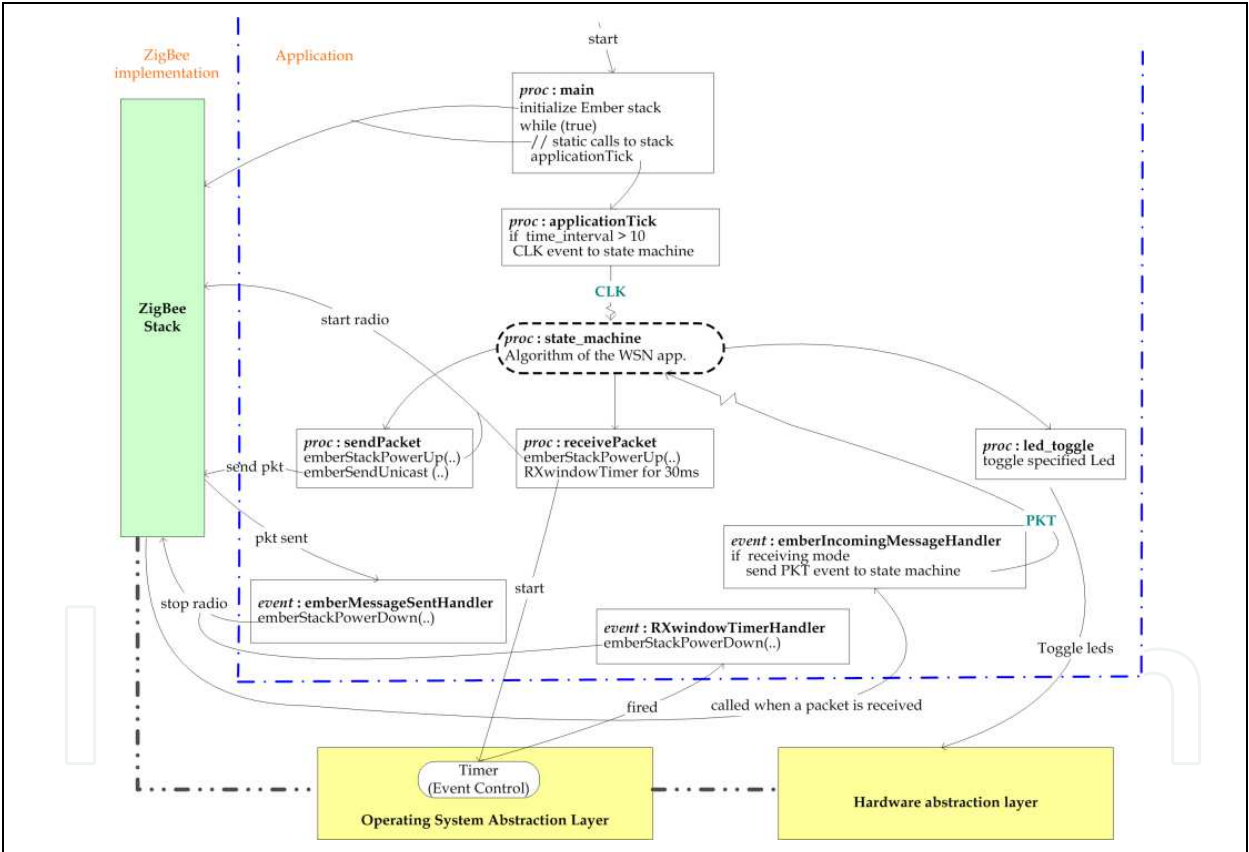 start
ZigBee
implementation
Application
proc : main
initialize Ember stack
while (true)
// static calls to stack
applicationTick
proc : applicationTick
if time_interval > 10
CLK event to state machine
CLK
ZigBee
Stack
start radio
proc : state_machine
Algorithm of the WSN app.
proc : sendPacket
emberStackPowerUp(..)
emberSendUnicast (..)
proc : receivePacket
emberStackPowerUp(..)
RXwindowTimer for 30ms
proc : led_toggle
toggle specified Led
send pkt
PKT
pkt sent
event : emberIncomingMessageHandler
if receiving mode
send PKT event to state machine
start
stop radio
event : emberMessageSentHandler
emberStackPowerDown(..)
event : RXwindowTimerHandler
emberStackPowerDown(..)
Toggle leds
fired
called when a packet is received
Timer
(Event Control)
Operating System Abstraction Layer
Hardware abstraction layer